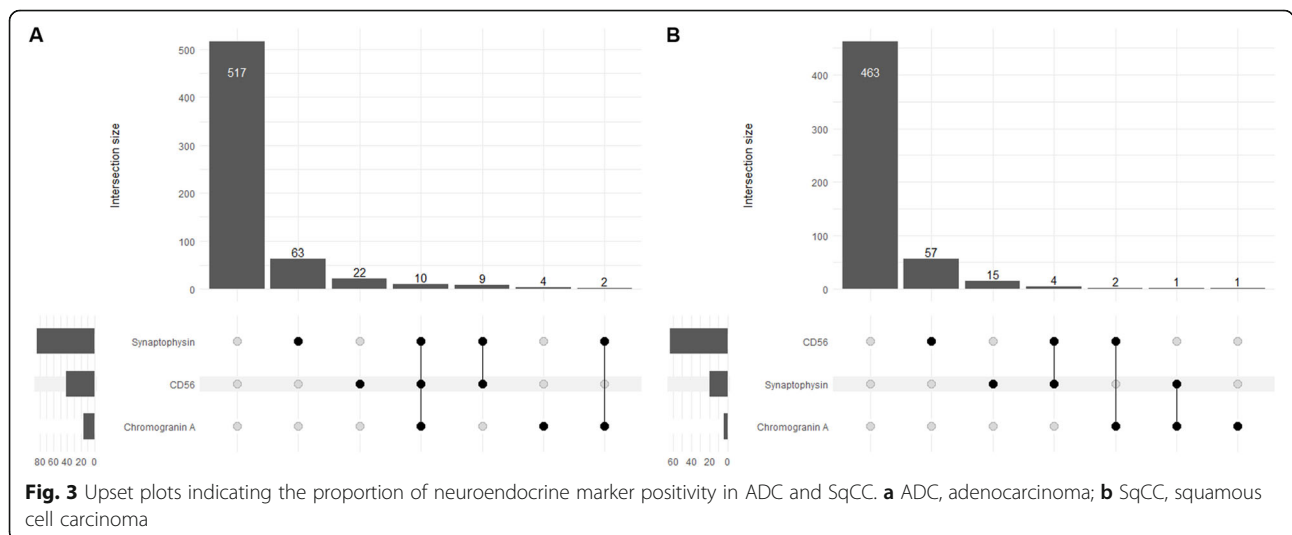 A
Intersection size
500
400
300
200
100
0
517
63
22
10
9
4
2
Synaptophysin
CD56
Chromogranin A
80 60 40 20 0
B
Intersection size
400
300
200
100
0
463
57
15
4
2
1
1
CD56
Synaptophysin
Chromogranin A
60 40 20 0
Fig. 3 Upset plots indicating the proportion of neuroendocrine marker positivity in ADC and SqCC. a ADC, adenocarcinoma; b SqCC, squamous
cell carcinoma